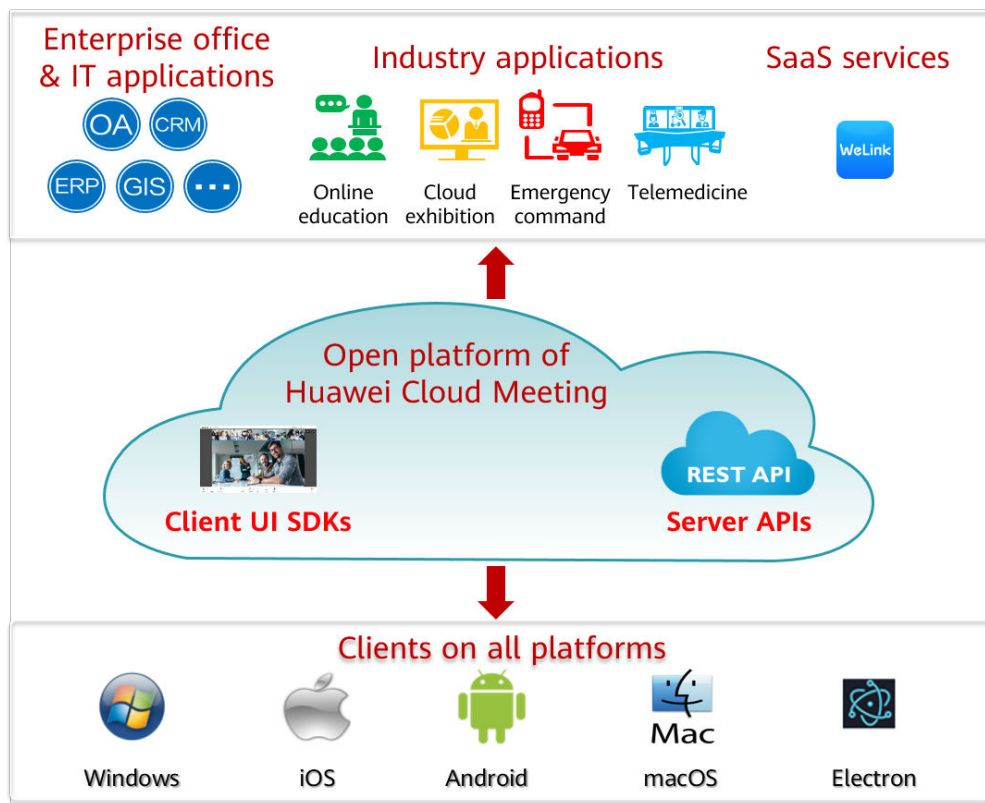 Enterprise office
& IT applications
Industry applications
SaaS services
OA
CRM
ERP
GIS
WeLink
Online
education
Cloud
exhibition
Emergency
command
Telemedicine
Open platform of
Huawei Cloud Meeting
REST API
Client UI SDKs
Server APIs
Clients on all platforms
Mac
Windows
iOS
Android
macOS
Electron